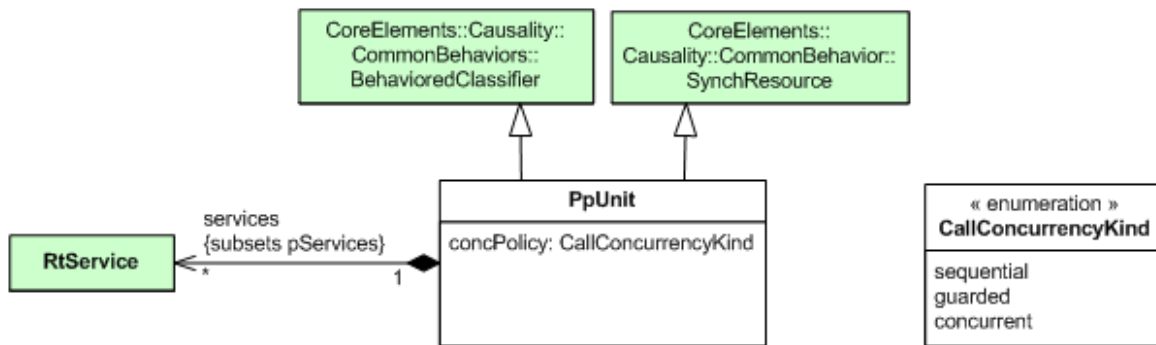 CoreElements::Causality::
CommonBehaviors::
BehavioredClassifier
CoreElements::
Causality::CommonBehavior::
SynchResource
PpUnit
concPolicy: CallConcurrencyKind
services
{subsets pServices}
*
1
RtService
« enumeration »
CallConcurrencyKind
sequential
guarded
concurrent